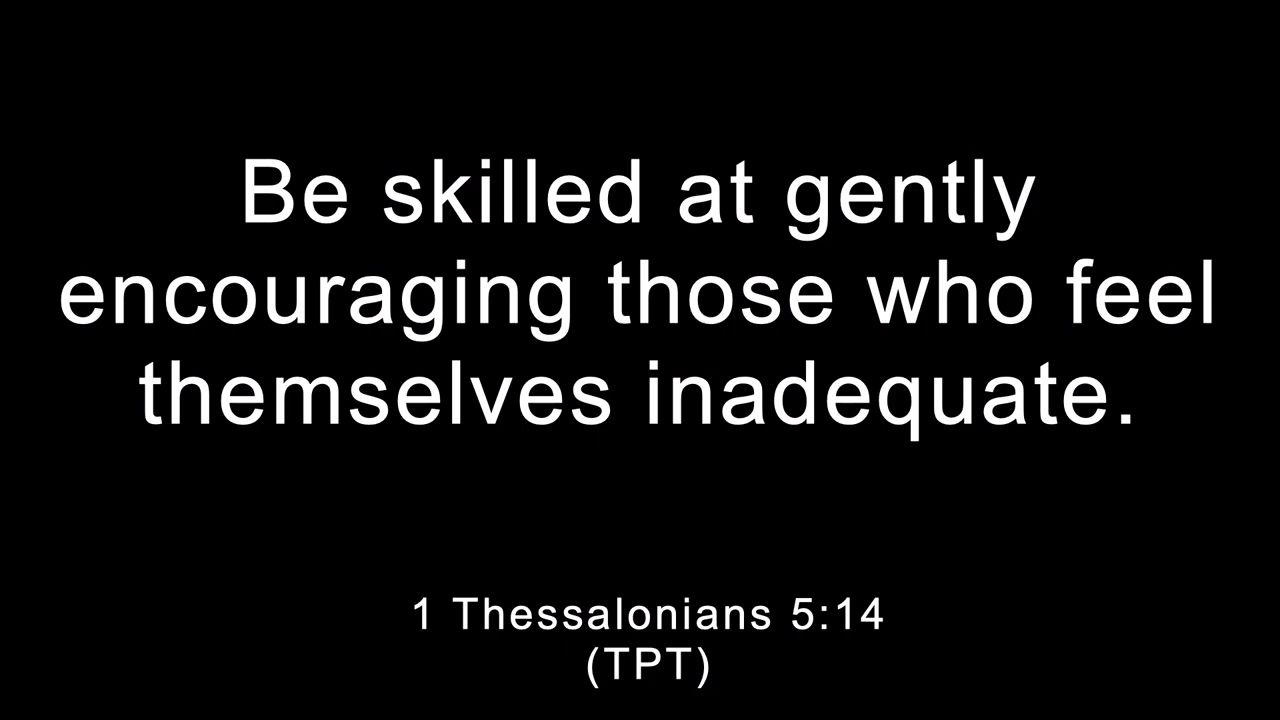 Be skilled at gently
encouraging those who feel
themselves inadequate.
1 Thessalonians 5:14
(TPT)